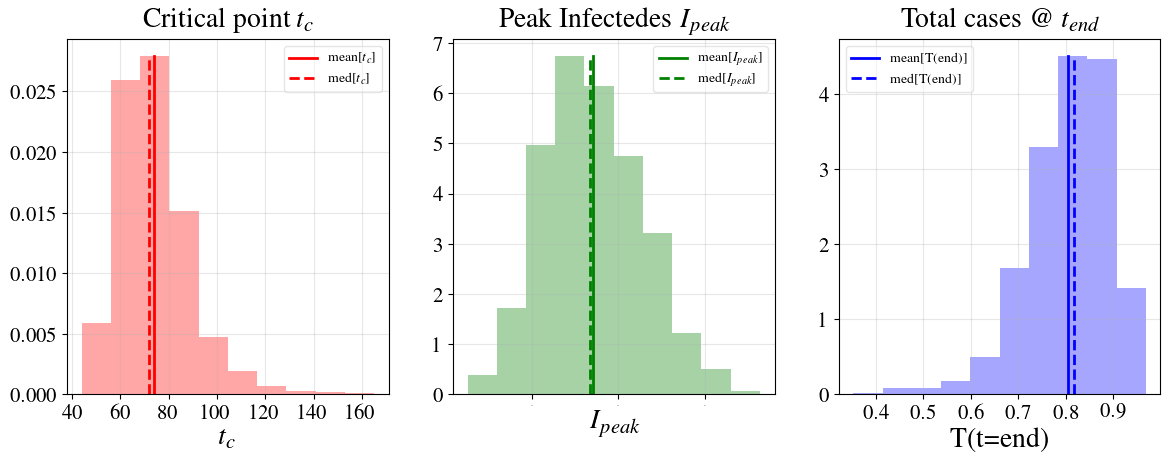 Critical point t_c
mean[t_c]
med[t_c]
0.025
0.020
0.015
0.010
0.005
0.000
40 60 80 100 120 140 160
t_c
Peak Infectedes I_peak
mean[I_peak]
med[I_peak]
7
6
5
4
3
2
1
0
I_peak
Total cases @ t_end
mean[T(end)]
med[T(end)]
4
3
2
1
0
0.4 0.5 0.6 0.7 0.8 0.9
T(t=end)